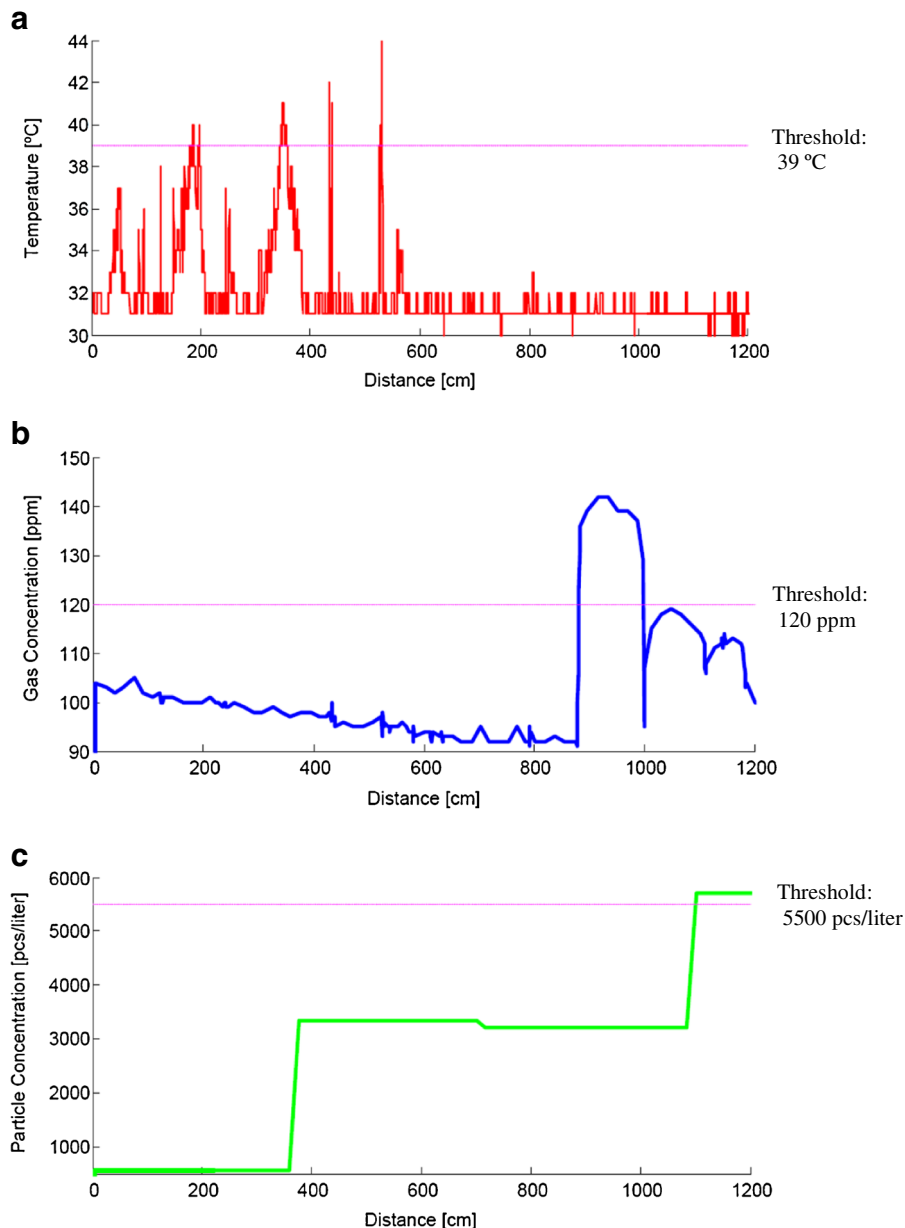 a
Temperature [ºC]
44
42
40
38
36
34
32
30
0 200 400 600 800 1000 1200
Distance [cm]
Threshold:
39 ºC
b
Gas Concentration [ppm]
150
140
130
120
110
100
90
0 200 400 600 800 1000 1200
Distance [cm]
Threshold:
120 ppm
c
Particle Concentration [pcs/liter]
6000
5000
4000
3000
2000
1000
0 200 400 600 800 1000 1200
Distance [cm]
Threshold:
5500 pcs/liter